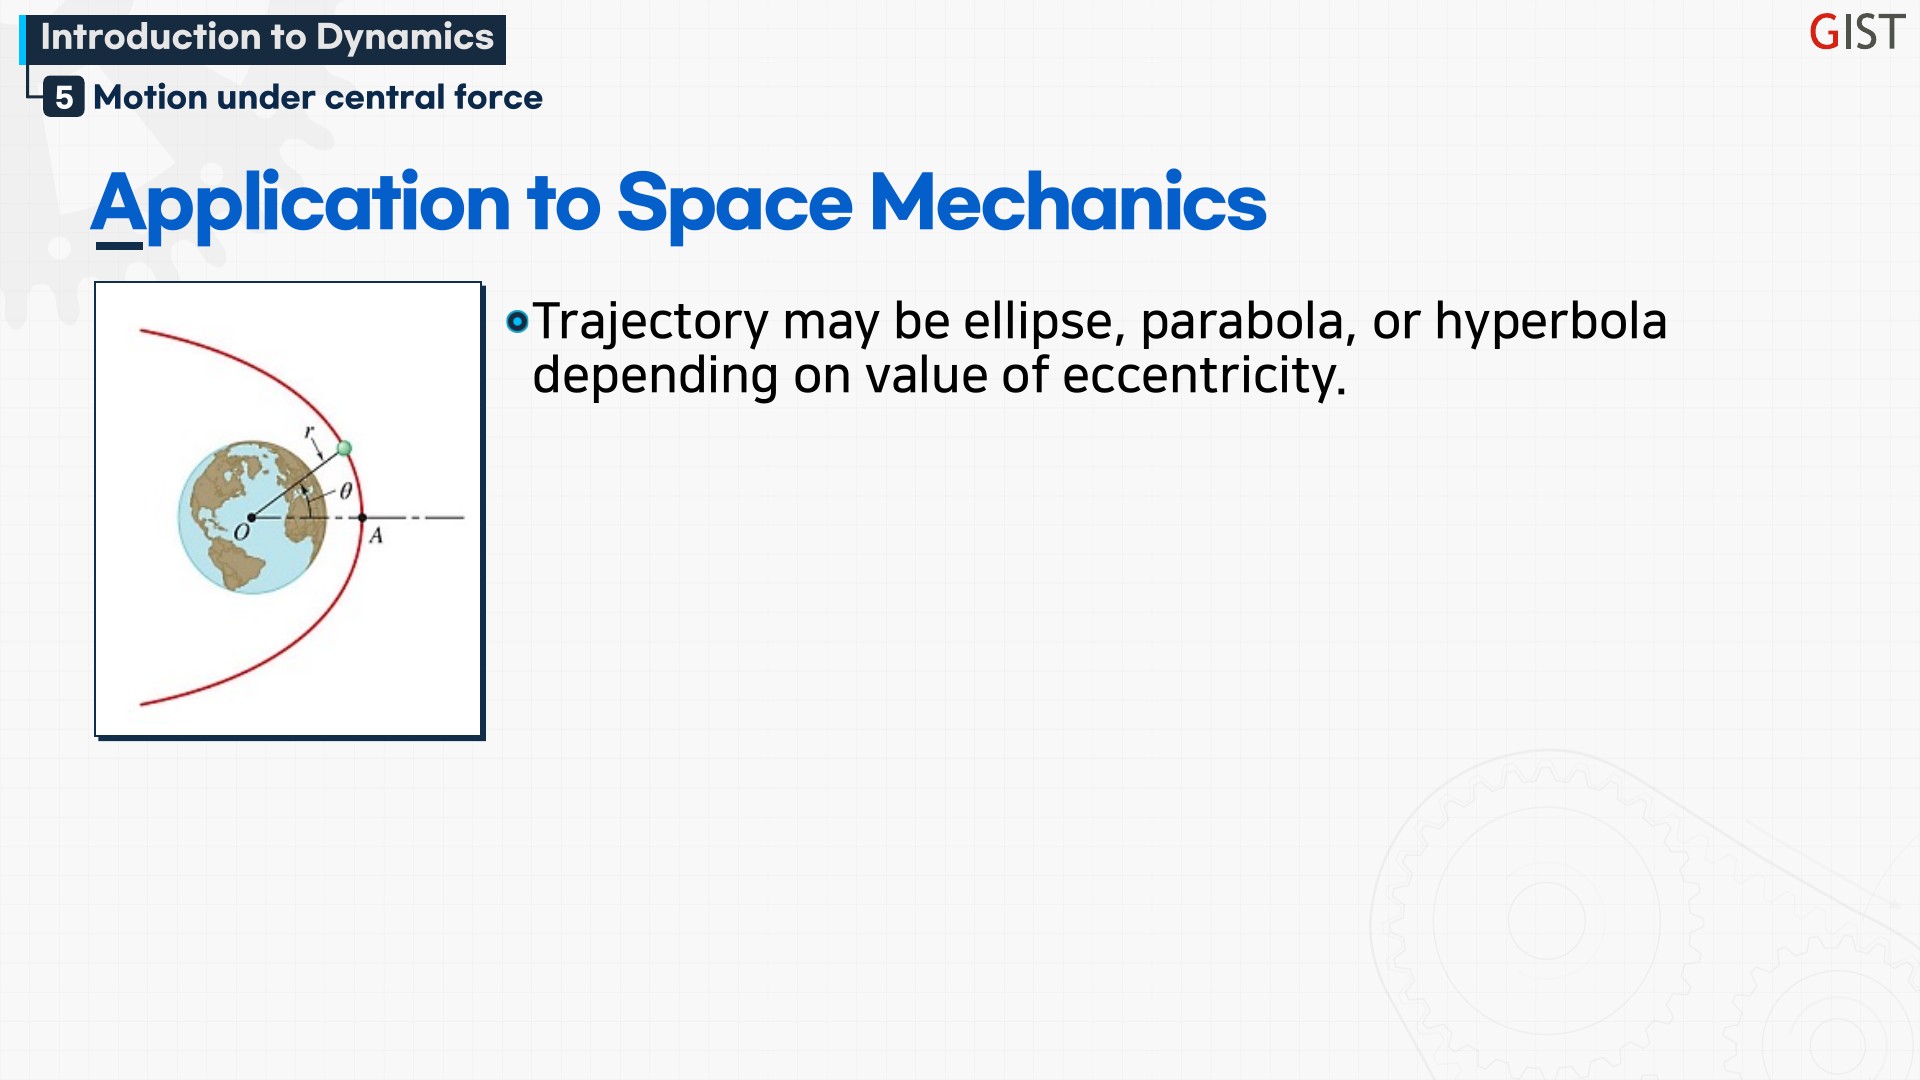 Introduction to Dynamics
GIST
5 Motion under central force
Application to Space Mechanics
Trajectory may be ellipse, parabola, or hyperbola
depending on value of eccentricity.
r
θ
O
A